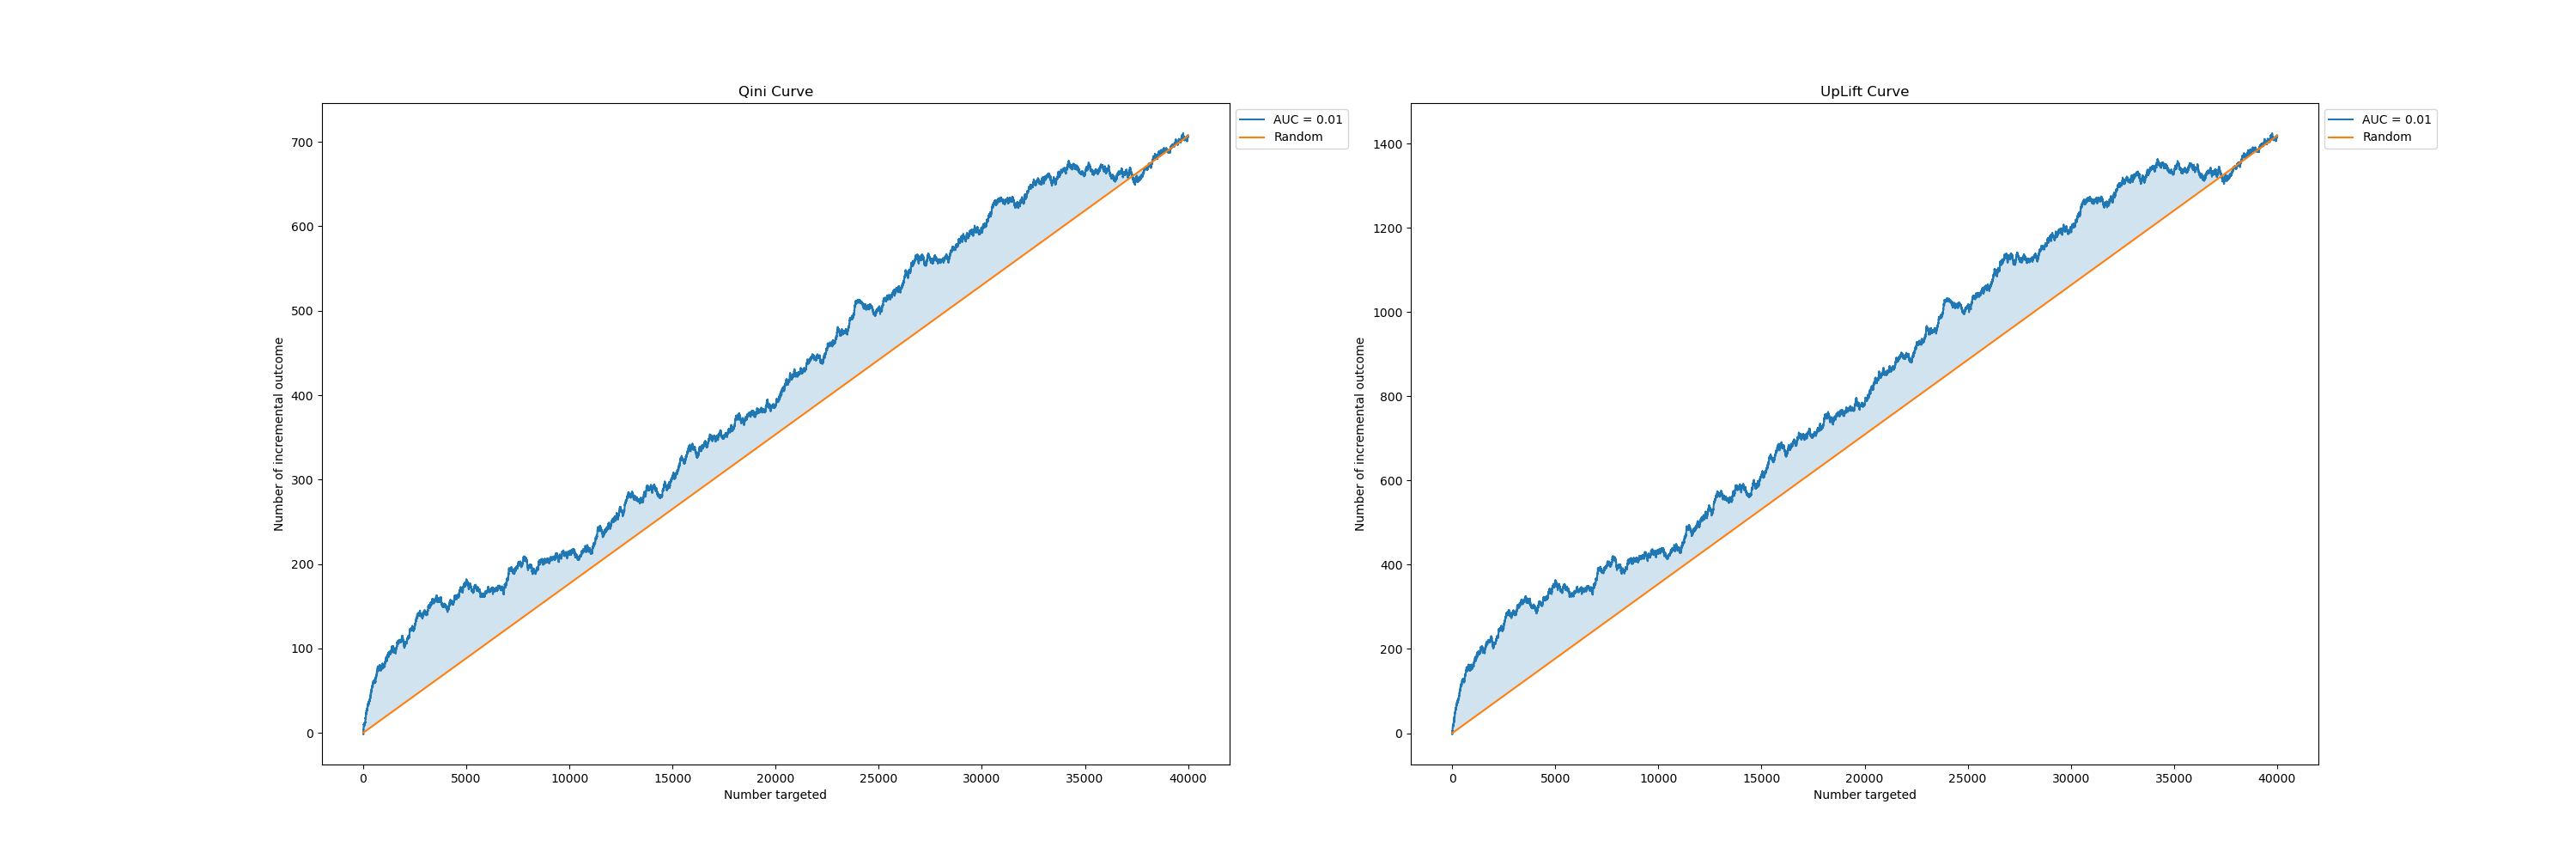 Qini Curve
AUC = 0.01
Random
Number of incremental outcome
700
600
500
400
300
200
100
0
0 5000 10000 15000 20000 25000 30000 35000 40000
Number targeted
UpLift Curve
AUC = 0.01
Random
Number of incremental outcome
1400
1200
1000
800
600
400
200
0
0 5000 10000 15000 20000 25000 30000 35000 40000
Number targeted